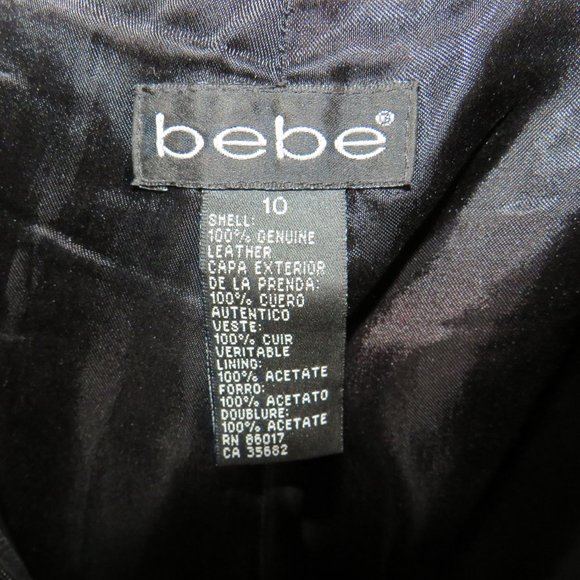 bebe®
10
SHELL:
100% GENUINE
LEATHER
CAPA EXTERIOR
DE LA PRENDA:
100% CUERO
AUTENTICO
VESTE:
100% CUIR
VERITABLE
LINING:
100% ACETATE
FORRO:
100% ACETATO
DOUBLURE:
100% ACETATE
RN 86017
CA 35682